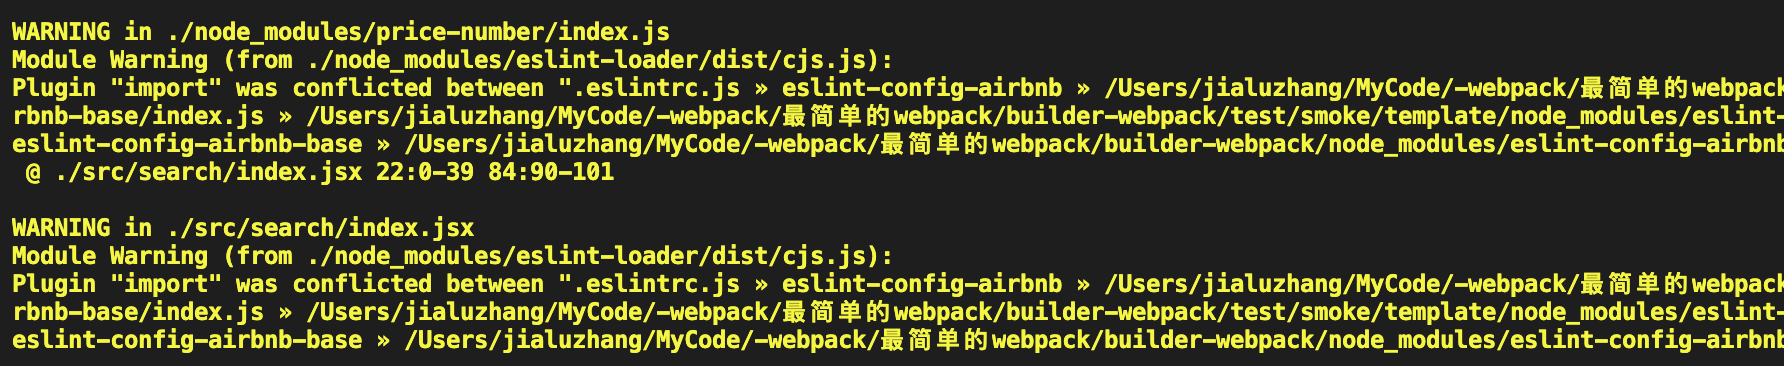 WARNING in ./node_modules/price-number/index.js
Module Warning (from ./node_modules/eslint-loader/dist/cjs.js):
Plugin "import" was conflicted between ".eslintrc.js » eslint-config-airbnb » /Users/jialuzhang/MyCode/-webpack/最简单的webpack
rbnb-base/index.js » /Users/jialuzhang/MyCode/-webpack/最简单的webpack/builder-webpack/test/smoke/template/node_modules/eslint-
eslint-config-airbnb-base » /Users/jialuzhang/MyCode/-webpack/最简单的webpack/builder-webpack/node_modules/eslint-config-airbnb
@ ./src/search/index.jsx 22:0-39 84:90-101
WARNING in ./src/search/index.jsx
Module Warning (from ./node_modules/eslint-loader/dist/cjs.js):
Plugin "import" was conflicted between ".eslintrc.js » eslint-config-airbnb » /Users/jialuzhang/MyCode/-webpack/最简单的webpack
rbnb-base/index.js » /Users/jialuzhang/MyCode/-webpack/最简单的webpack/builder-webpack/test/smoke/template/node_modules/eslint-
eslint-config-airbnb-base » /Users/jialuzhang/MyCode/-webpack/最简单的webpack/builder-webpack/node_modules/eslint-config-airbnb